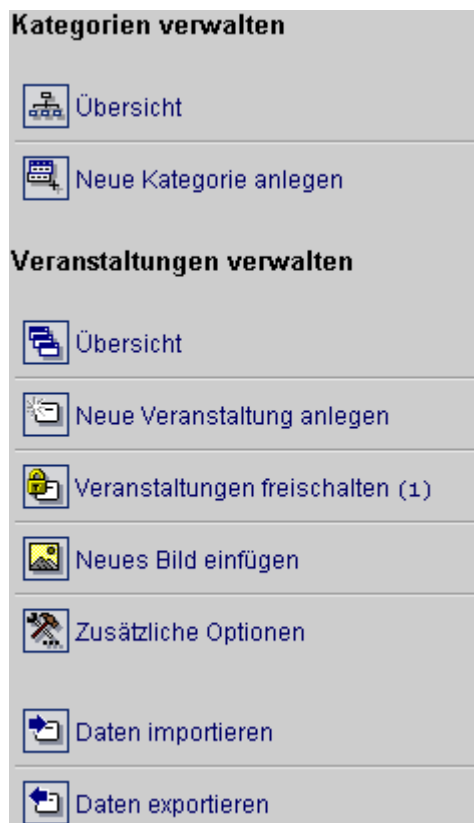 Kategorien verwalten
Übersicht
Neue Kategorie anlegen
Veranstaltungen verwalten
Übersicht
Neue Veranstaltung anlegen
Veranstaltungen freischalten (1)
Neues Bild einfügen
Zusätzliche Optionen
Daten importieren
Daten exportieren